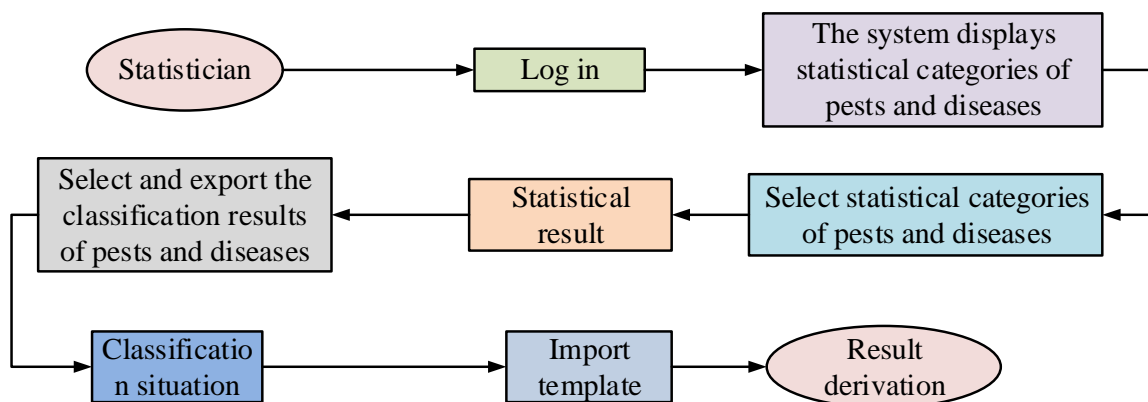 Statistician
Log in
The system displays
statistical categories of
pests and diseases
Select statistical categories
of pests and diseases
Statistical
result
Select and export the
classification results
of pests and diseases
Classificatio
n situation
Import
template
Result
derivation